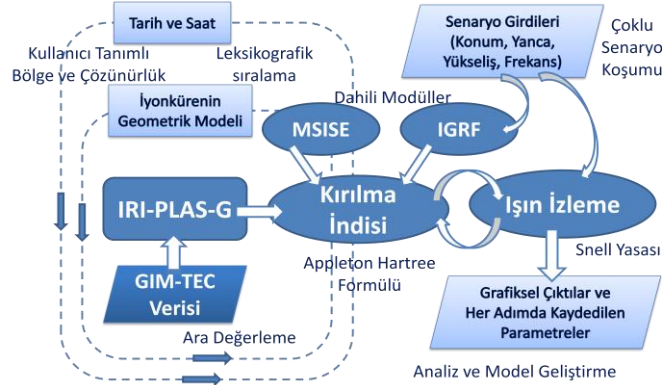 Tarih ve Saat
Kullanıcı Tanımlı
Bölge ve Çözünürlük
Leksikografik
sıralama
Senaryo Girdileri
(Konum, Yanca,
Yükseliş, Frekans)
Çoklu
Senaryo
Koşumu
İyonkürenin
Geometrik Modeli
Dahili Modüller
MSISE
IGRF
IRI-PLAS-G
Kırılma
İndisi
Işın İzleme
Snell Yasası
GIM-TEC
Verisi
Appleton Hartree
Formülü
Grafiksel Çıktılar ve
Her Adımda Kaydedilen
Parametreler
Ara Değerleme
Analiz ve Model Geliştirme